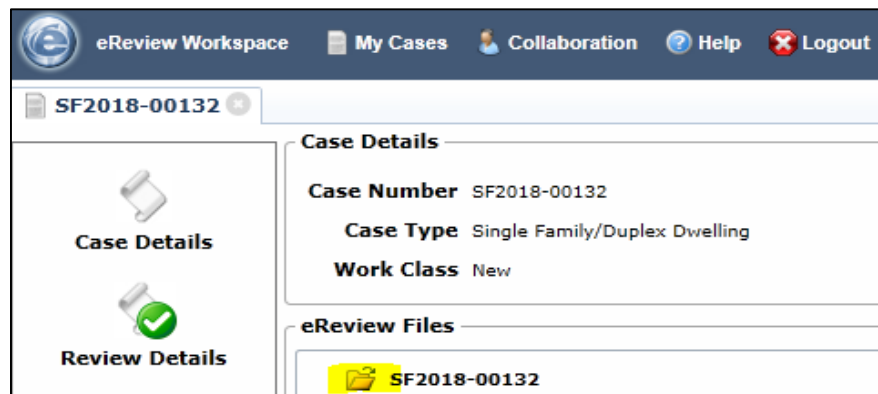 eReview Workspace My Cases Collaboration Help Logout
SF2018-00132
Case Details
Review Details
Case Details
Case Number SF2018-00132
Case Type Single Family/Duplex Dwelling
Work Class New
eReview Files
SF2018-00132